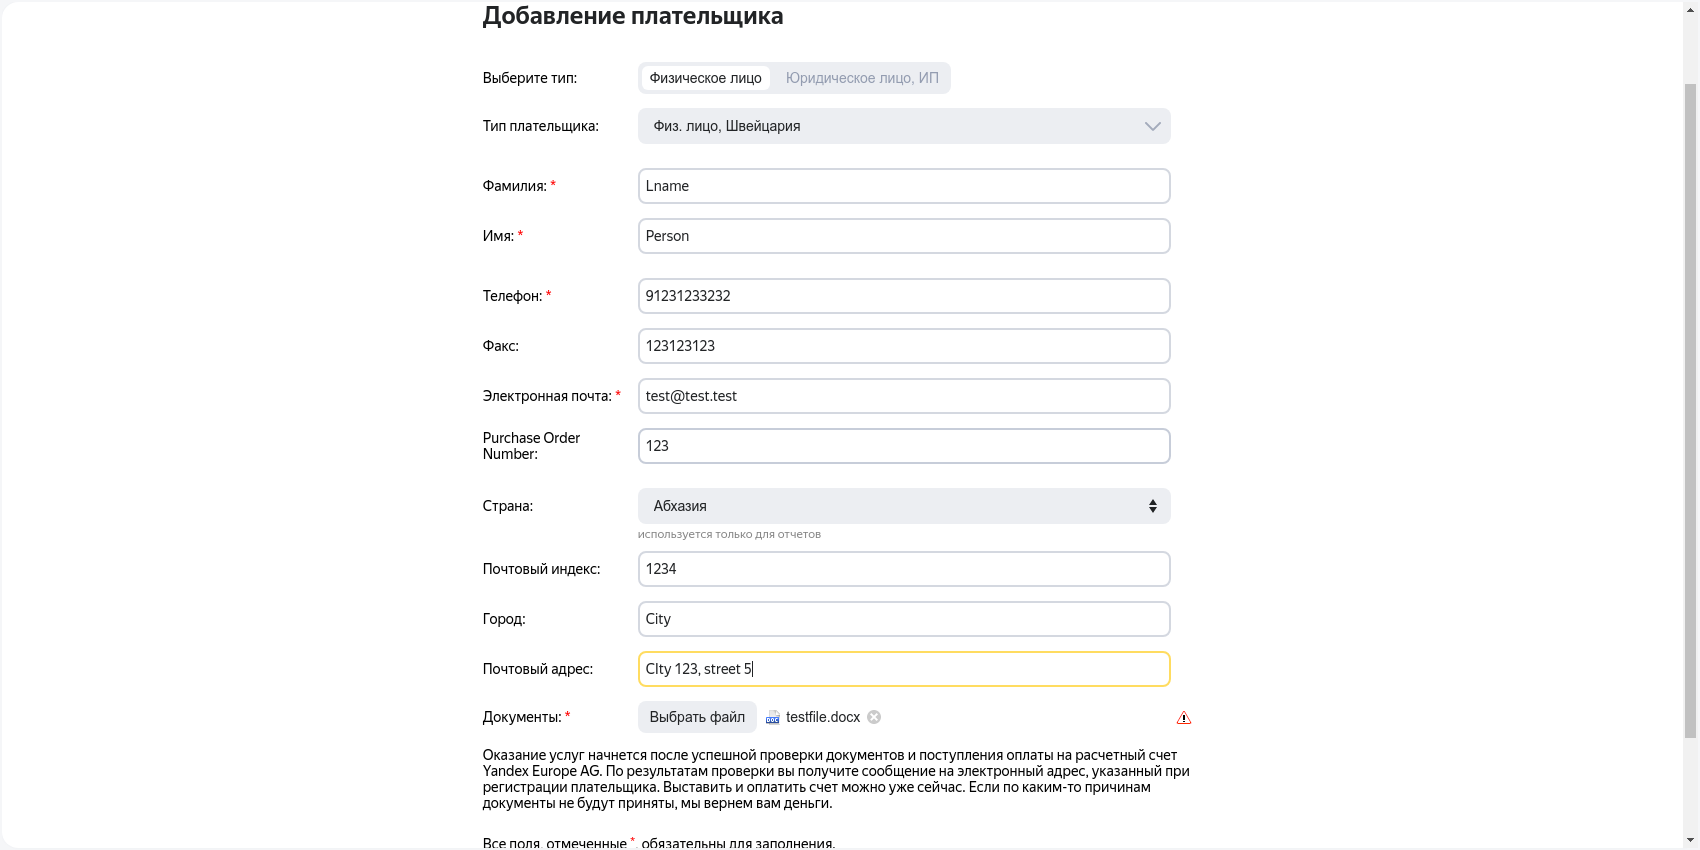 Добавление плательщика
Выберите тип:
Физическое лицо
Юридическое лицо, ИП
Тип плательщика:
Физ. лицо, Швейцария
Фамилия: *
Lname
Имя: *
Person
Телефон: *
91231233232
Факс:
123123123
Электронная почта: *
test@test.test
Purchase Order
Number:
123
Страна:
Абхазия
используется только для отчетов
Почтовый индекс:
1234
Город:
City
Почтовый адрес:
CIty 123, street 5
Документы: *
Выбрать файл
DOC
testfile.docx
Оказание услуг начнется после успешной проверки документов и поступления оплаты на расчетный счет
Yandex Europe AG. По результатам проверки вы получите сообщение на электронный адрес, указанный при
регистрации плательщика. Выставить и оплатить счет можно уже сейчас. Если по каким-то причинам
документы не будут приняты, мы вернем вам деньги.
Все поля, отмеченные *, обязательны для заполнения.